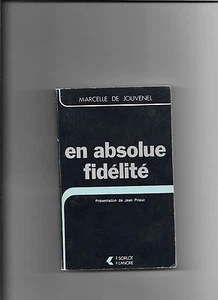 MARCELLE DE JOUVENEL
en absolue
fidélité
Présentation de Jean Prieur
F. SORLOT
F. LANORE